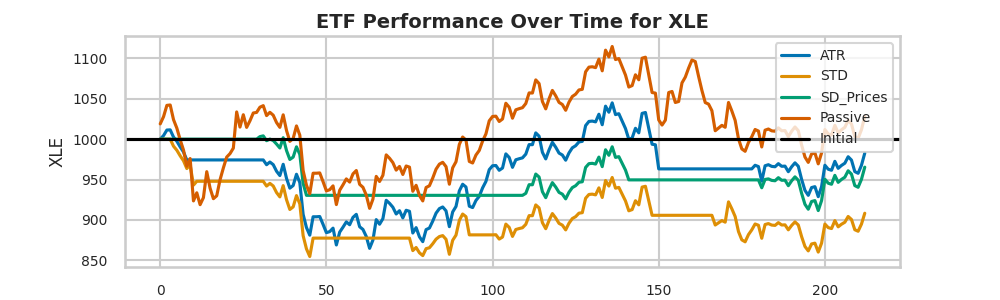 ETF Performance Over Time for XLE
XLE
1100
1050
1000
950
900
850
0
50
100
150
200
ATR
STD
SD_Prices
Passive
Initial